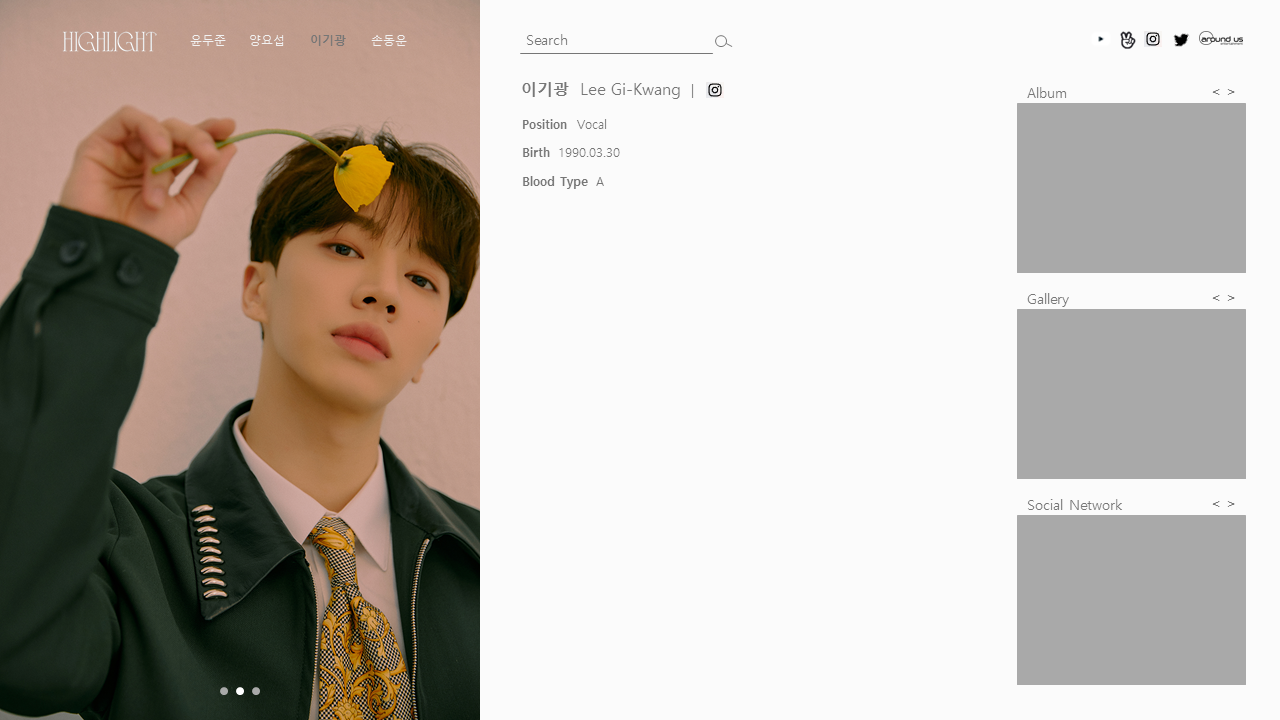 HIGHLIGHT 윤두준 양요섭 이기광 손동운
Search
around us
entertainment
이기광 Lee Gi-Kwang |
Position Vocal
Birth 1990.03.30
Blood Type A
Album < >
Gallery < >
Social Network < >